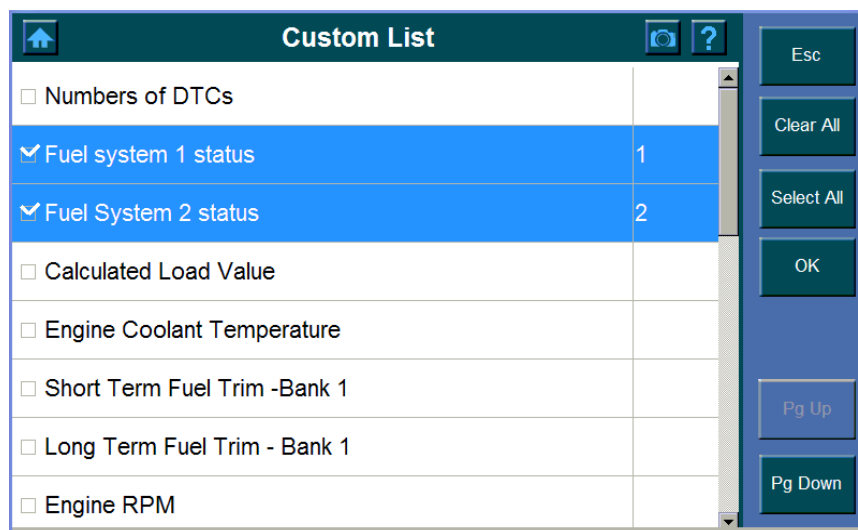 Custom List
?
Numbers of DTCs
Fuel system 1 status 1
Fuel System 2 status 2
Calculated Load Value
Engine Coolant Temperature
Short Term Fuel Trim -Bank 1
Long Term Fuel Trim - Bank 1
Engine RPM
Esc
Clear All
Select All
OK
Pg Up
Pg Down